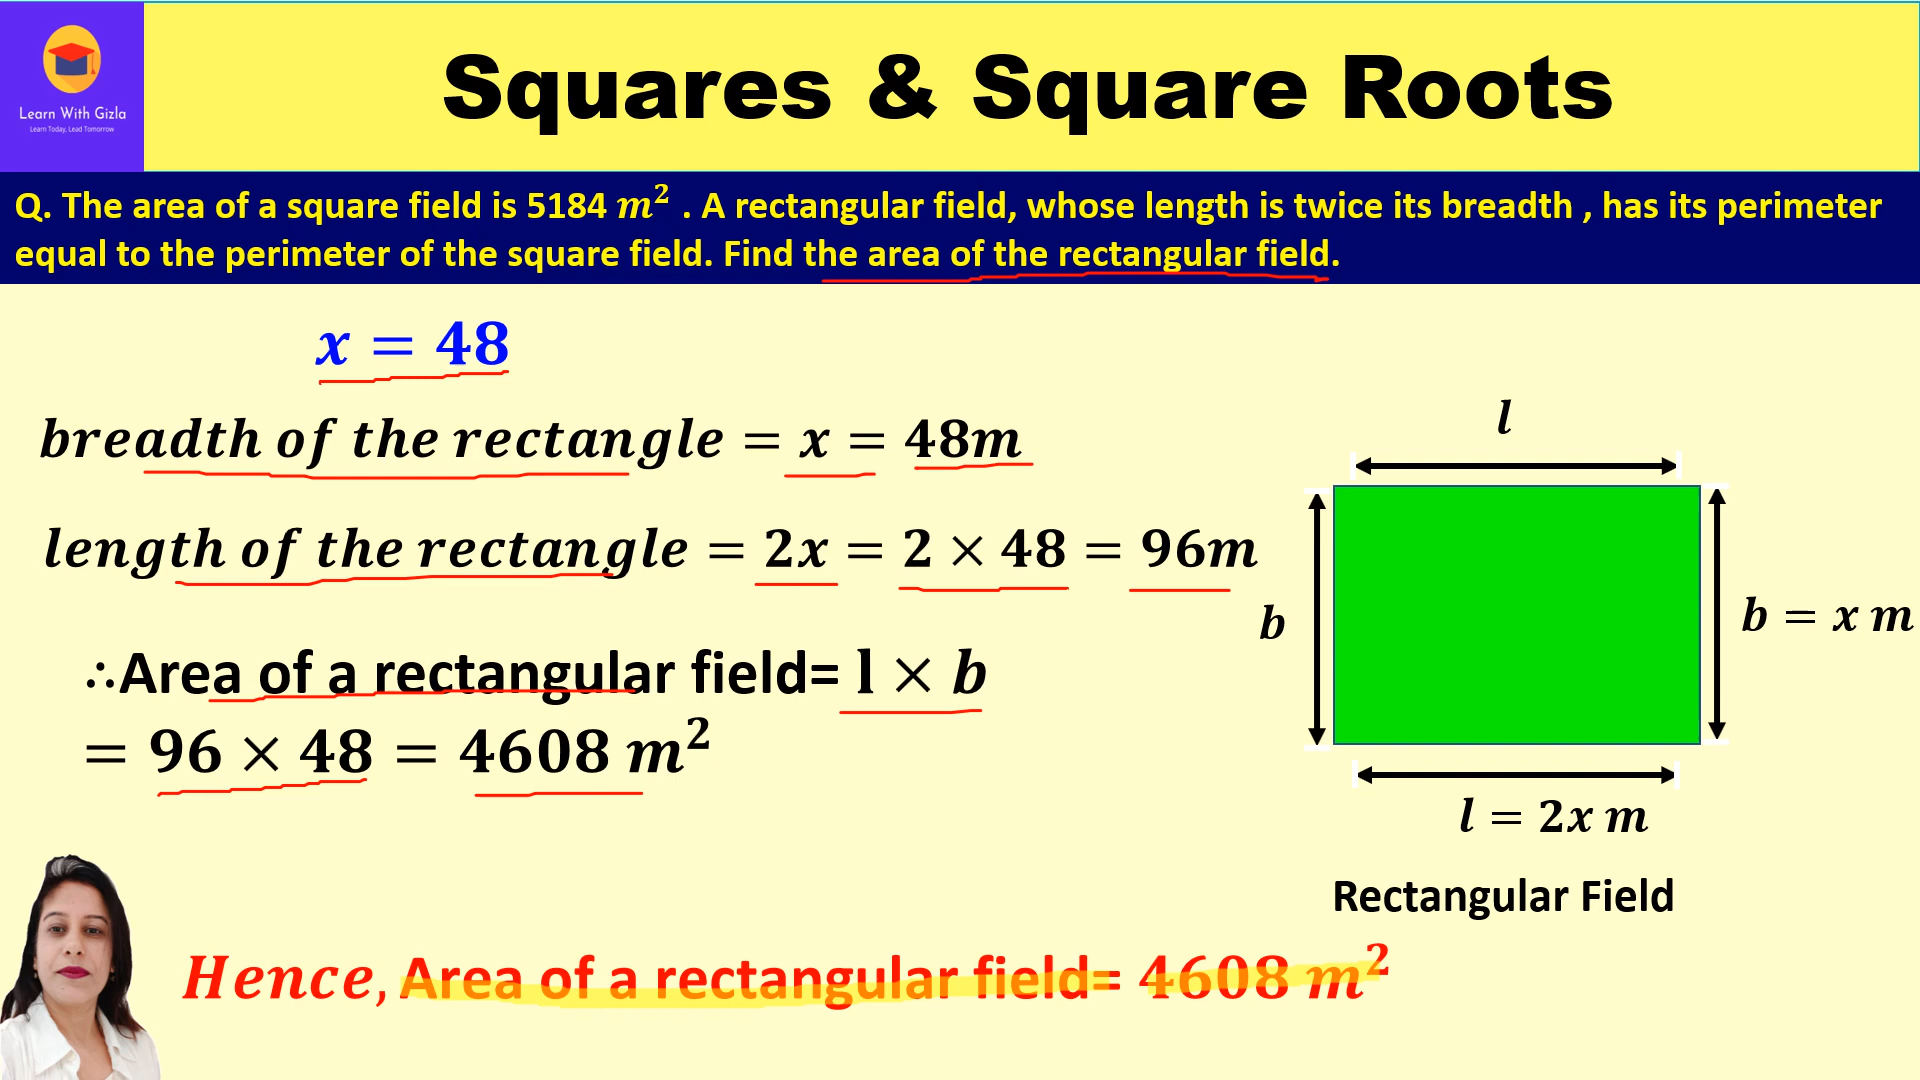 Squares & Square Roots
Learn With Gizla
Learn Today, Lead Tomorrow
Q. The area of a square field is 5184 m² . A rectangular field, whose length is twice its breadth , has its perimeter
equal to the perimeter of the square field. Find the area of the rectangular field.
x = 48
breadth of the rectangle = x = 48m
length of the rectangle = 2x = 2 × 48 = 96m
∴Area of a rectangular field= l × b
= 96 × 48 = 4608 m²
l
b
b = x m
l = 2x m
Rectangular Field
Hence, Area of a rectangular field= 4608 m²